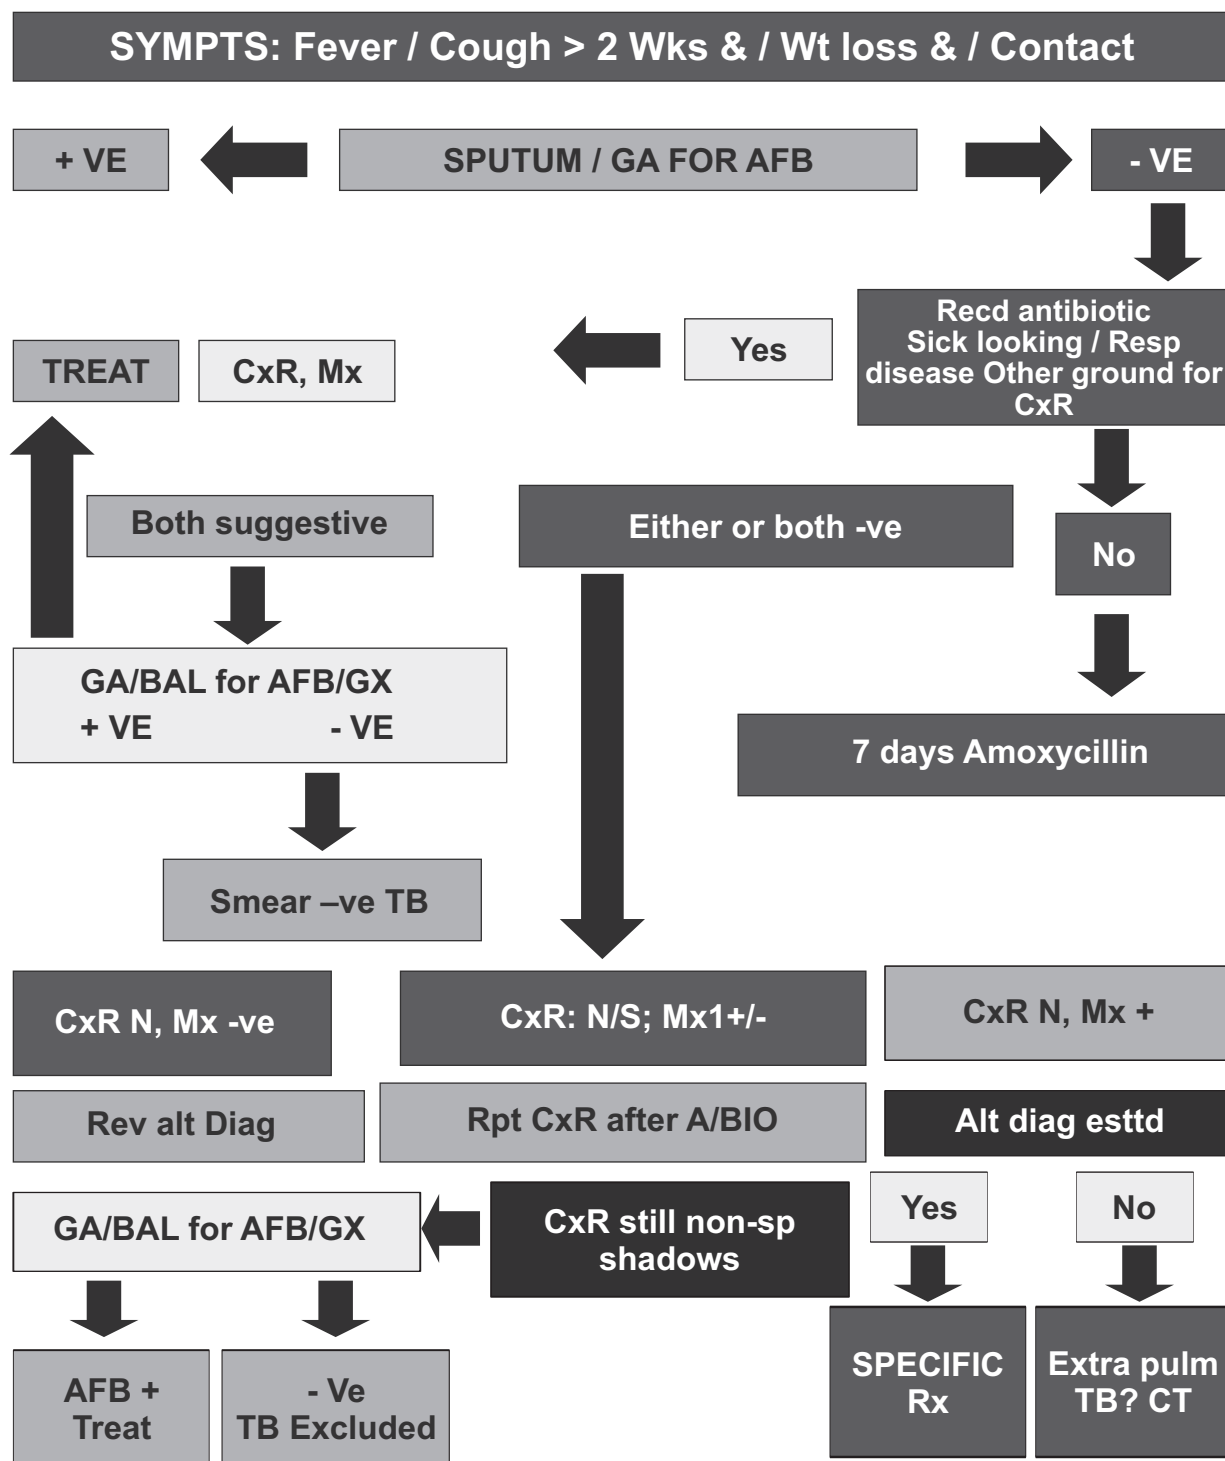 SYMPTS: Fever / Cough > 2 Wks & / Wt loss & / Contact
+ VE
SPUTUM / GA FOR AFB
- VE
Recd antibiotic
Sick looking / Resp
disease Other ground for
CxR
Yes
TREAT
CxR, Mx
Both suggestive
Either or both -ve
No
GA/BAL for AFB/GX
+ VE - VE
7 days Amoxycillin
Smear –ve TB
CxR N, Mx -ve
CxR: N/S; Mx1+/-
CxR N, Mx +
Rev alt Diag
Rpt CxR after A/BIO
Alt diag esttd
GA/BAL for AFB/GX
CxR still non-sp
shadows
Yes
No
AFB +
Treat
- Ve
TB Excluded
SPECIFIC
Rx
Extra pulm
TB? CT